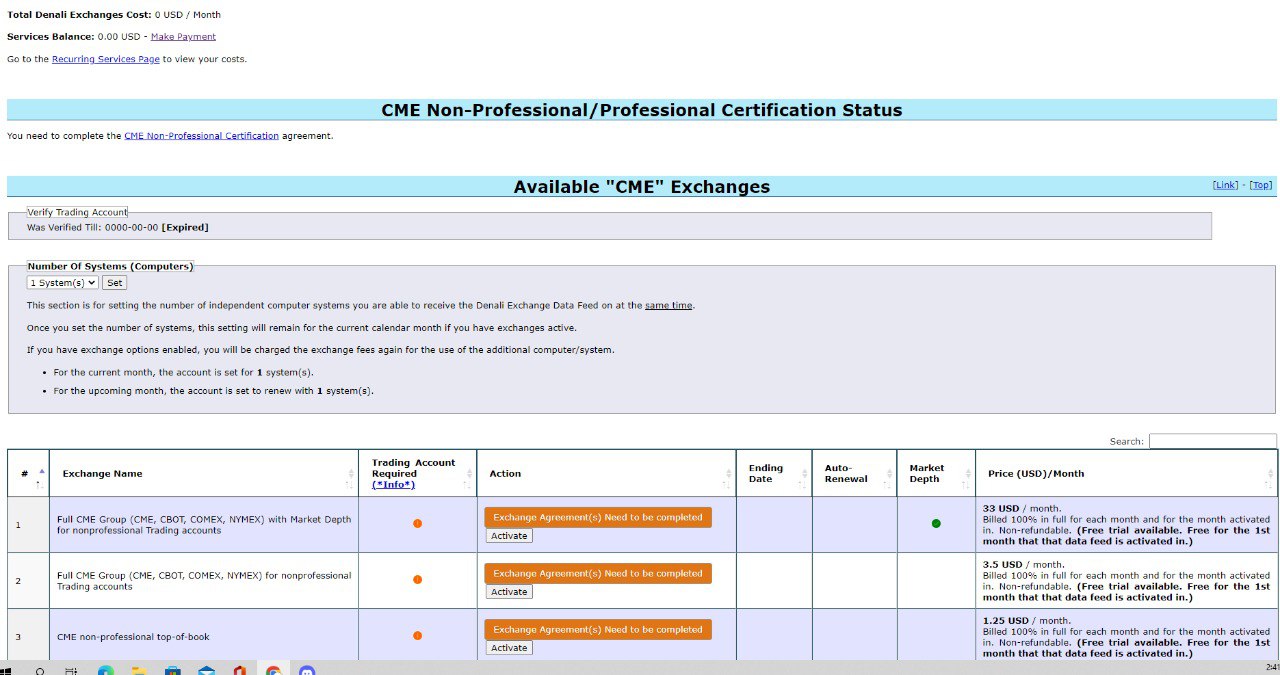 Total Denali Exchanges Cost: 0 USD / Month
Services Balance: 0.00 USD - Make Payment
Go to the Recurring Services Page to view your costs.
CME Non-Professional/Professional Certification Status
You need to complete the CME Non-Professional Certification agreement.
Available "CME" Exchanges
[Link] - [Top]
Verify Trading Account
Was Verified Till: 0000-00-00 [Expired]
Number Of Systems (Computers)
1 System(s) Set
This section is for setting the number of independent computer systems you are able to receive the Denali Exchange Data Feed on at the same time.
Once you set the number of systems, this setting will remain for the current calendar month if you have exchanges active.
If you have exchange options enabled, you will be charged the exchange fees again for the use of the additional computer/system.
• For the current month, the account is set for 1 system(s).
• For the upcoming month, the account is set to renew with 1 system(s).
Search:
# Exchange Name Trading Account Required (*Info*) Action Ending Date Auto-Renewal Market Depth Price (USD)/Month
1
Full CME Group (CME, CBOT, COMEX, NYMEX) with Market Depth
for nonprofessional Trading accounts
Exchange Agreement(s) Need to be completed
Activate
33 USD / month.
Billed 100% in full for each month and for the month activated
in. Non-refundable. (Free trial available. Free for the 1st
month that that data feed is activated in.)
2
Full CME Group (CME, CBOT, COMEX, NYMEX) for nonprofessional
Trading accounts
Exchange Agreement(s) Need to be completed
Activate
3.5 USD / month.
Billed 100% in full for each month and for the month activated
in. Non-refundable. (Free trial available. Free for the 1st
month that that data feed is activated in.)
3
CME non-professional top-of-book
Exchange Agreement(s) Need to be completed
Activate
1.25 USD / month.
Billed 100% in full for each month and for the month activated
in. Non-refundable. (Free trial available. Free for the 1st
month that that data feed is activated in.)
2:41